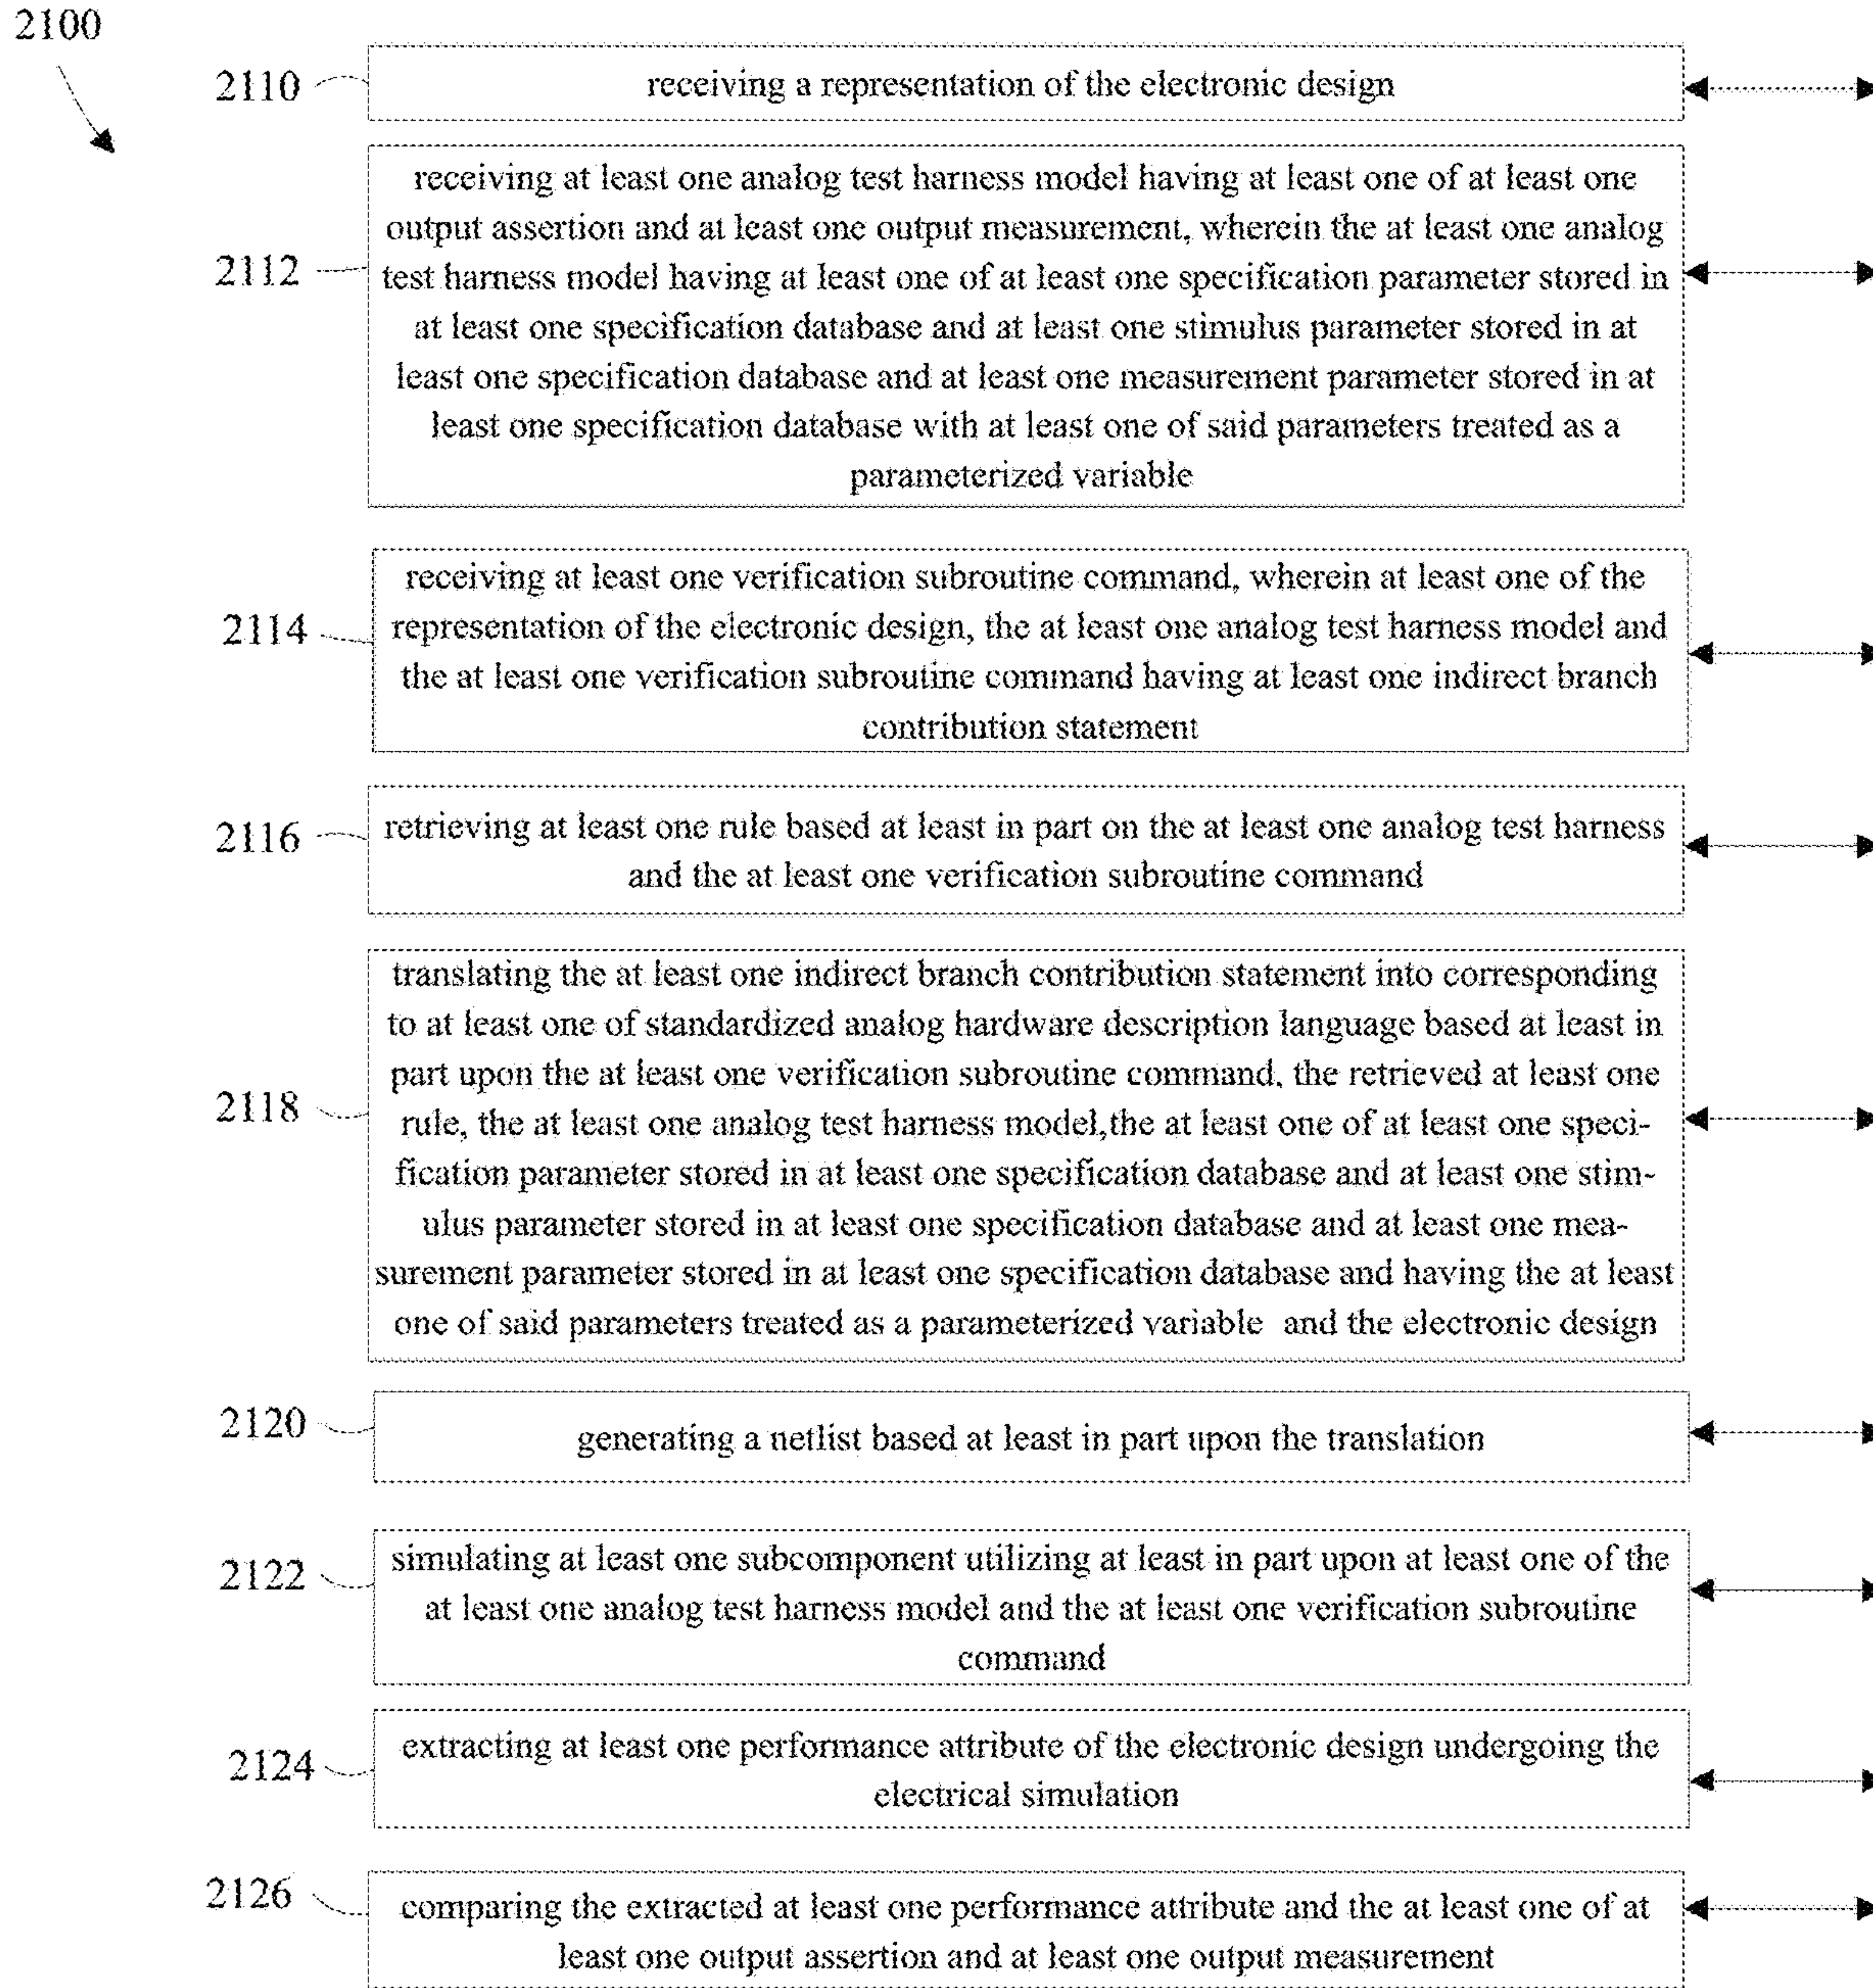 2100
2110
receiving a representation of the electronic design
receiving at least one analog test harness model having at least one of at least one
output assertion and at least one output measurement, wherein the at least one analog
2112
test harness model having at least one of at least one specification parameter stored in
at least one specification database and at least one stimulus parameter stored in at
least one specification database and at least one measurement parameter stored in at
least one specification database with at least one of said parameters treated as a
parameterized variable
receiving at least one verification subroutine command, wherein at least one of the
2114
representation of the electronic design, the at least one analog test harness model and
the at least one verification subroutine command having at least one indirect branch
contribution statement
2116
retrieving at least one rule based at least in part on the at least one analog test harness
and the at least one verification subroutine command
translating the at least one indirect branch contribution statement into corresponding
to at least one of standardized analog hardware description language based at least in
part upon the at least one verification subroutine command, the retrieved at least one
2118
rule, the at least one analog test harness model,the at least one of at least one speci-
fication parameter stored in at least one specification database and at least one stim-
ulus parameter stored in at least one specification database and at least one mea-
surement parameter stored in at least one specification database and having the at least
one of said parameters treated as a parameterized variable and the electronic design
2120
generating a netlist based at least in part upon the translation
2122
simulating at least one subcomponent utilizing at least in part upon at least one of the
at least one analog test harness model and the at least one verification subroutine
command
2124
extracting at least one performance attribute of the electronic design undergoing the
electrical simulation
2126
comparing the extracted at least one performance attribute and the at least one of at
least one output assertion and at least one output measurement